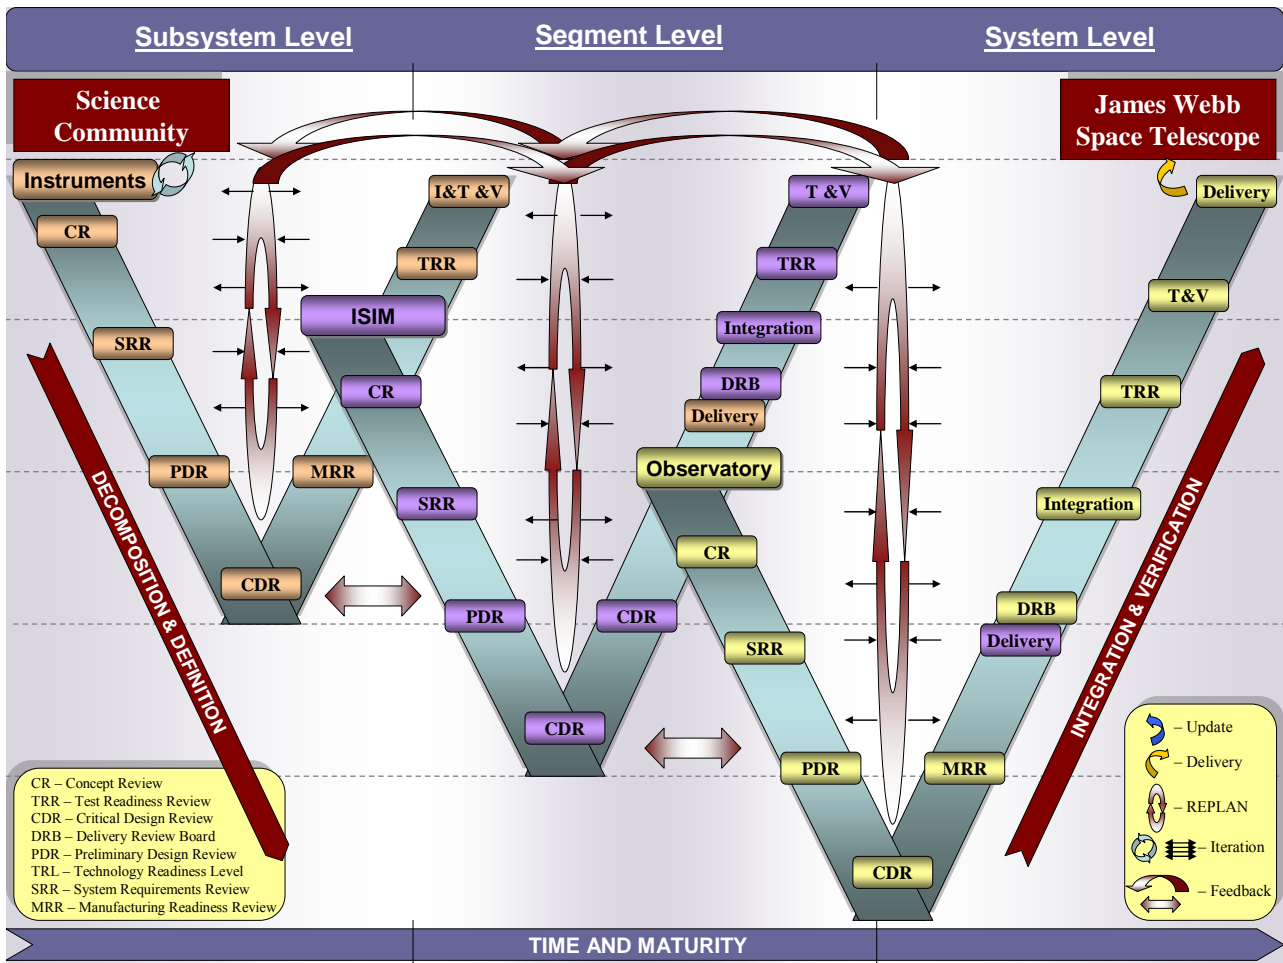 Subsystem Level
Segment Level
System Level
Science
Community
James Webb
Space Telescope
Instruments
I&T &V
T &V
Delivery
CR
TRR
TRR
T&V
ISIM
Integration
SRR
CR
DRB
TRR
Delivery
Observatory
PDR
MRR
SRR
Integration
CR
CDR
PDR
CDR
SRR
DRB
Delivery
CDR
PDR
MRR
CDR
DECOMPOSITION & DEFINITION
INTEGRATION & VERIFICATION
CR – Concept Review
TRR – Test Readiness Review
CDR – Critical Design Review
DRB – Delivery Review Board
PDR – Preliminary Design Review
TRL – Technology Readiness Level
SRR – System Requirements Review
MRR – Manufacturing Readiness Review
– Update
– Delivery
– REPLAN
– Iteration
– Feedback
TIME AND MATURITY